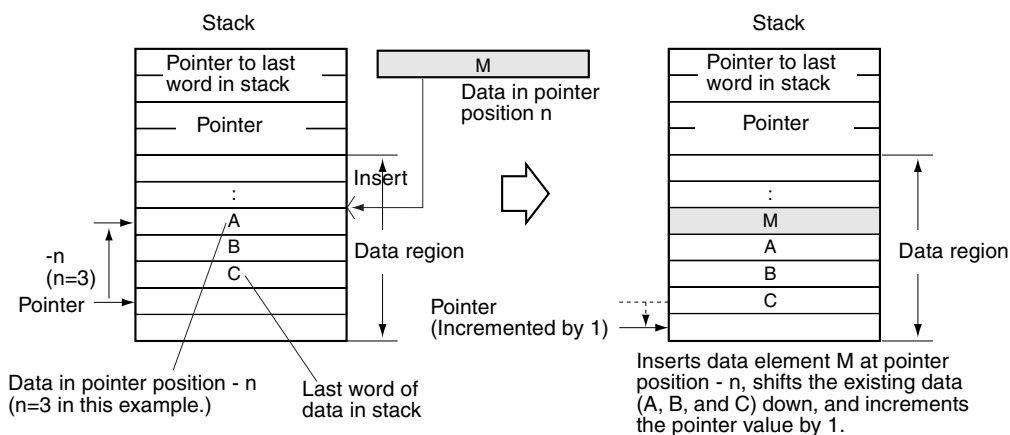 Stack
Pointer to last
word in stack
Pointer
:
A
B
C
-n
(n=3)
Pointer
M
Data in pointer
position n
Insert
Data region
Data in pointer position - n
(n=3 in this example.)
Last word of
data in stack
Stack
Pointer to last
word in stack
Pointer
:
M
A
B
C
Data region
Pointer
(Incremented by 1)
Inserts data element M at pointer
position - n, shifts the existing data
(A, B, and C) down, and increments
the pointer value by 1.